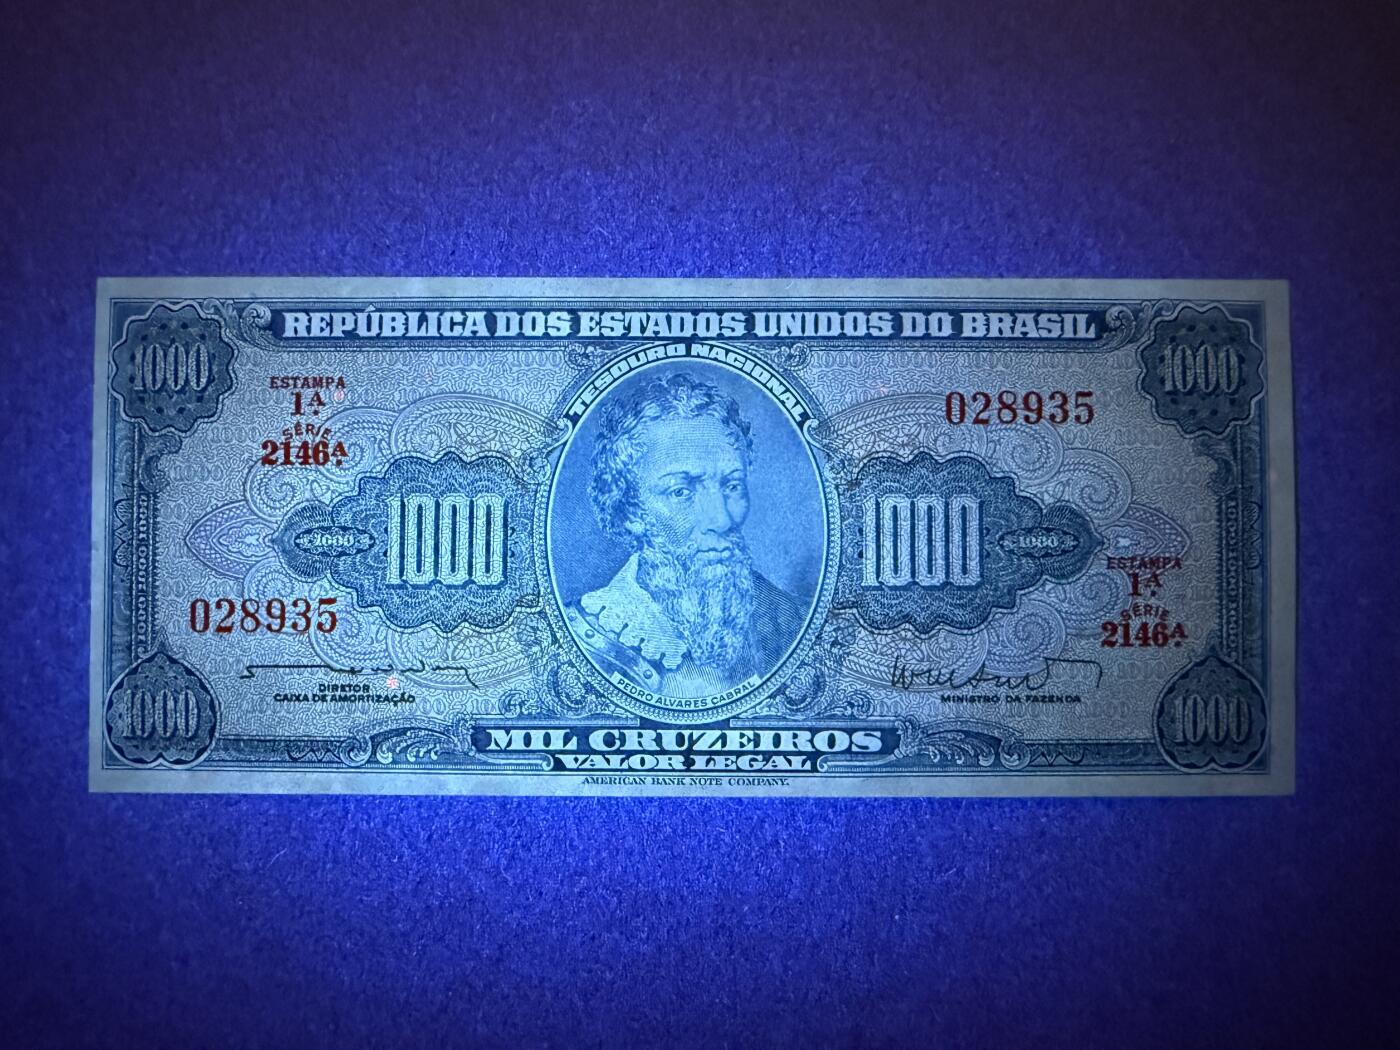 REPÚBLICA DOS ESTADOS UNIDOS DO BRASIL
TESOURO NACIONAL
1000
1000
ESTAMPA
1ª
SÉRIE
2146ª
028935
1000
1000
1000
1000
028935
ESTAMPA
1ª
SÉRIE
2146ª
PEDRO ALVARES CABRAL
DIRETOR
CAIXA DE AMORTIZAÇÃO
MINISTRO DA FAZENDA
1000
1000
MIL CRUZEIROS
VALOR LEGAL
AMERICAN BANK NOTE COMPANY.